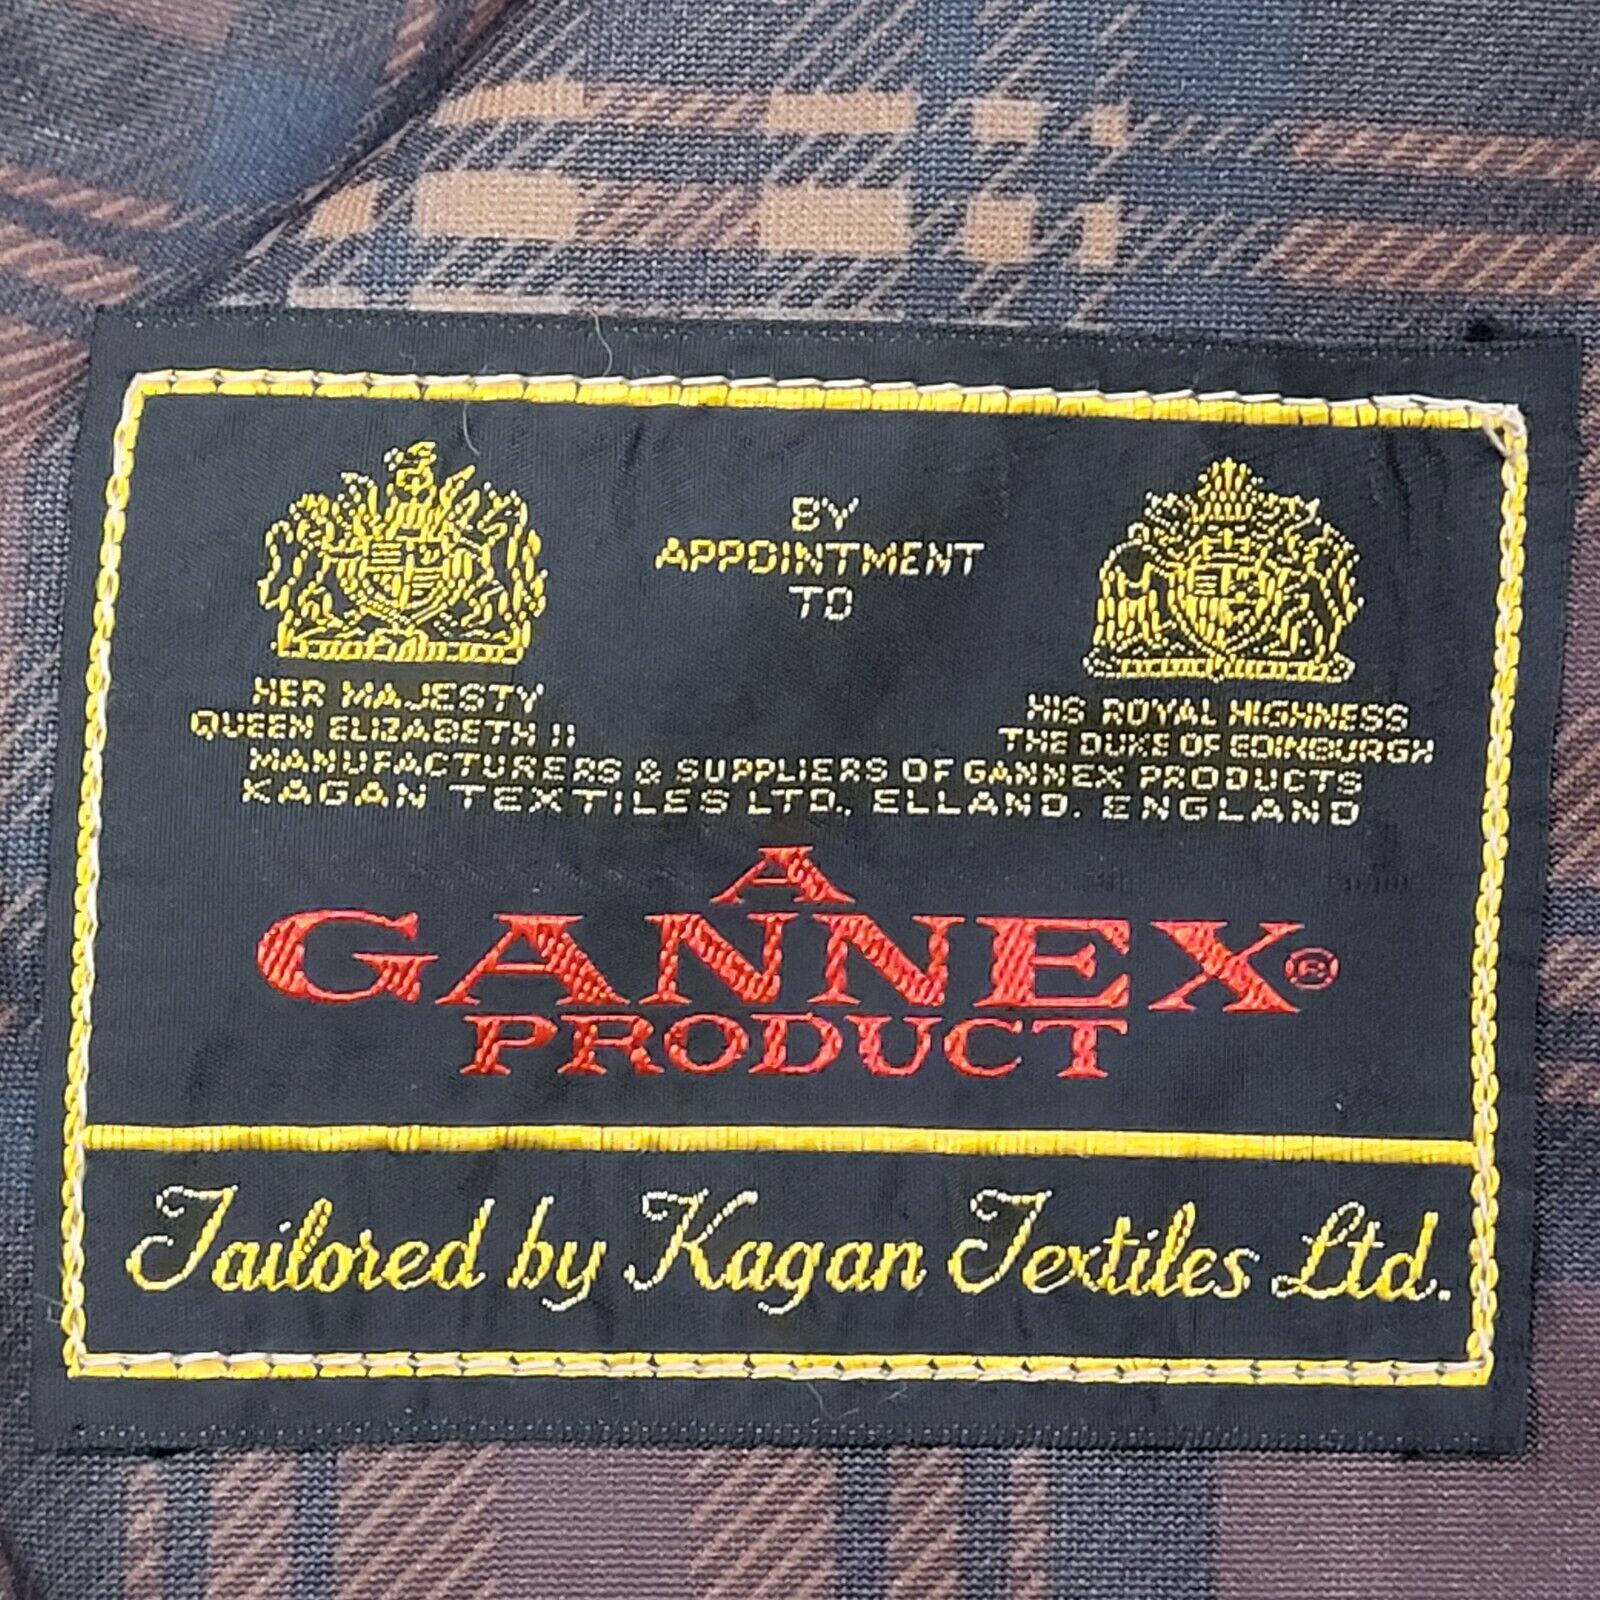 BY
APPOINTMENT
TO
HER MAJESTY
QUEEN ELIZABETH II
HIS ROYAL HIGHNESS
THE DUKE OF EDINBURGH
MANUFACTURERS & SUPPLIERS OF GANNEX PRODUCTS
KAGAN TEXTILES LTD., ELLAND. ENGLAND
A
GANNEX®
PRODUCT
Tailored by Kagan Textiles Ltd.